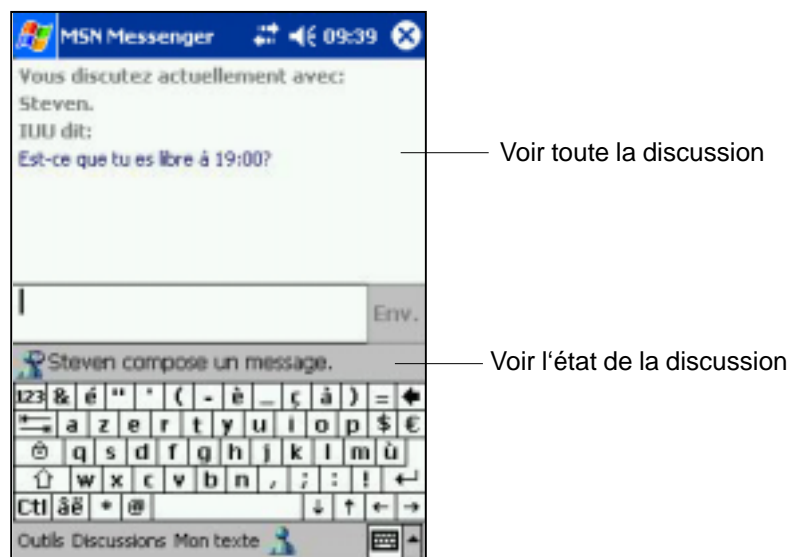 MSN Messenger 09:39
Vous discutez actuellement avec:
Steven.
IUU dit:
Est-ce que tu es libre à 19:00?
Voir toute la discussion
Env.
Steven compose un message.
Voir l‘état de la discussion
123 & é " ' ( - è _ ç à ) =
a z e r t y u i o p $ €
q s d f g h j k l m ù
w x c v b n , ; : !
Ctl âë * @
Outils Discussions Mon texte